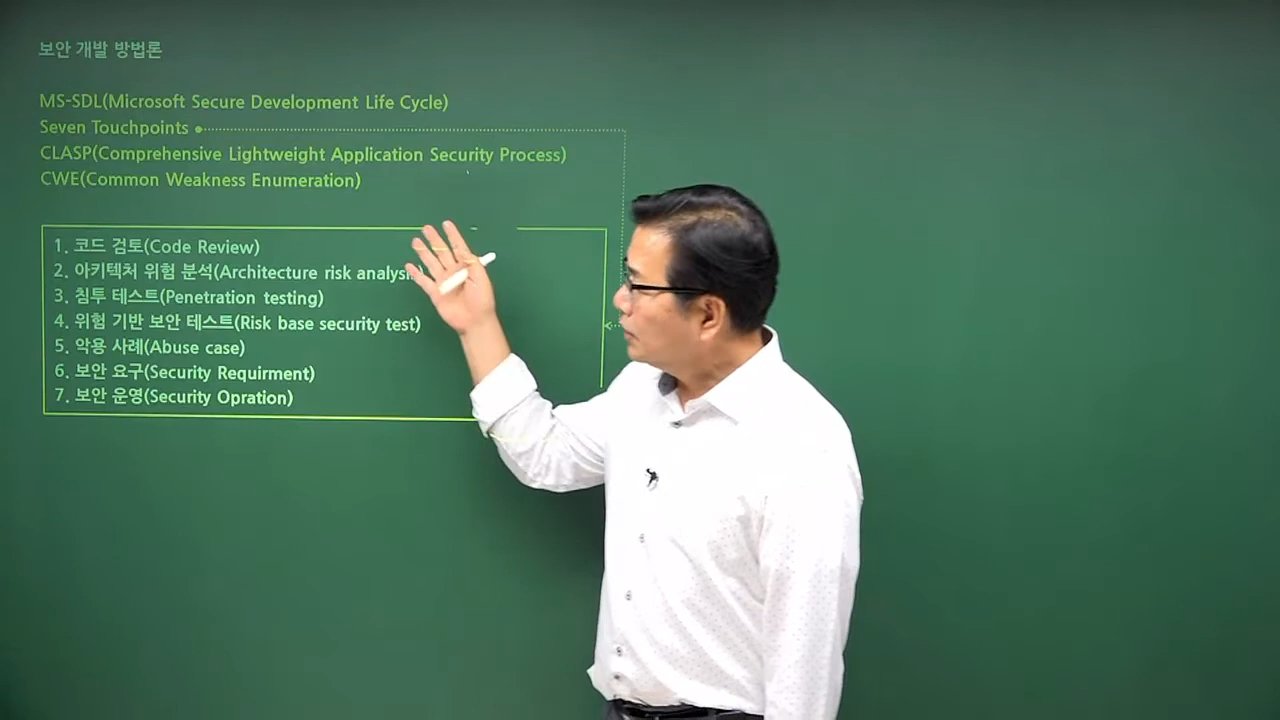 보안 개발 방법론
MS-SDL(Microsoft Secure Development Life Cycle)
Seven Touchpoints
CLASP(Comprehensive Lightweight Application Security Process)
CWE(Common Weakness Enumeration)
1. 코드 검토(Code Review)
2. 아키텍처 위험 분석(Architecture risk
3. 침투 테스트(Penetration testing)
4. 위험 기반 보안 테스트(Risk base security test)
5. 악용 사례(Abuse case)
6. 보안 요구(Security Requirment)
7. 보안 운영(Security Opration)